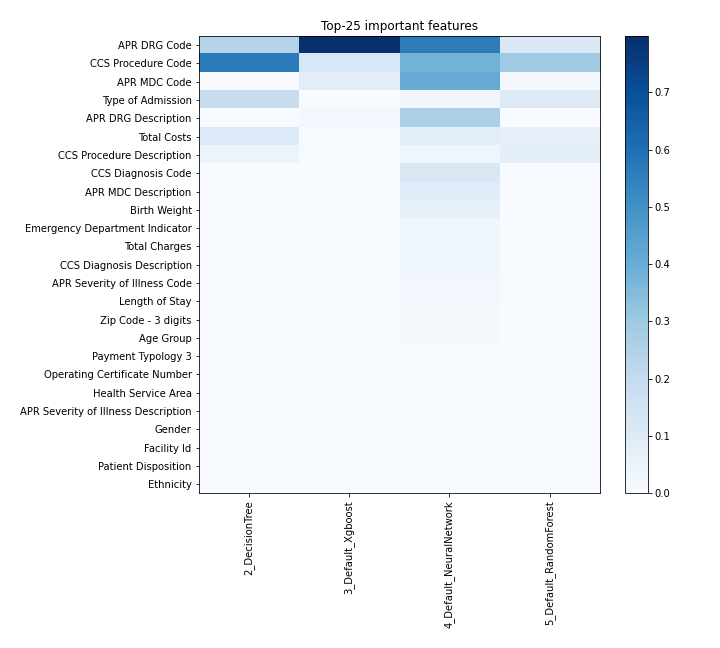 Top-25 important features
APR DRG Code
CCS Procedure Code
APR MDC Code
Type of Admission
APR DRG Description
Total Costs
CCS Procedure Description
CCS Diagnosis Code
APR MDC Description
Birth Weight
Emergency Department Indicator
Total Charges
CCS Diagnosis Description
APR Severity of Illness Code
Length of Stay
Zip Code - 3 digits
Age Group
Payment Typology 3
Operating Certificate Number
Health Service Area
APR Severity of Illness Description
Gender
Facility Id
Patient Disposition
Ethnicity
2_DecisionTree
3_Default_Xgboost
4_Default_NeuralNetwork
5_Default_RandomForest
0.7
0.6
0.5
0.4
0.3
0.2
0.1
0.0